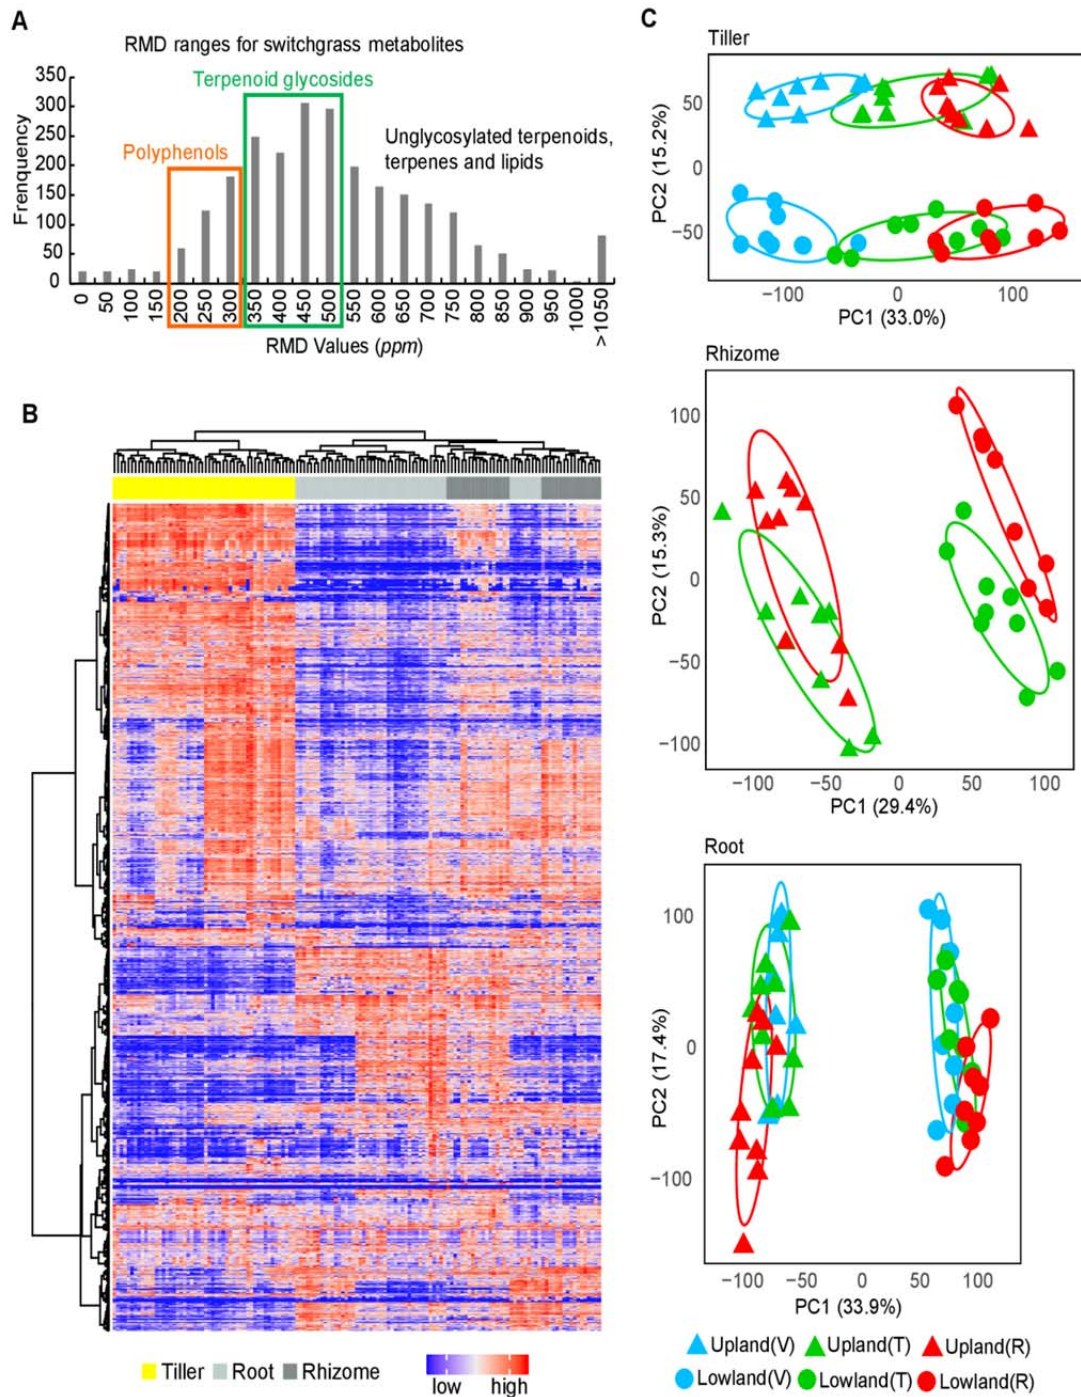 A
RMD ranges for switchgrass metabolites
Terpenoid glycosides
Polyphenols
Unglycosylated terpenoids,
terpenes and lipids
Frenquency
350
300
250
200
150
100
50
0
0 50 100 150 200 250 300 350 400 450 500 550 600 650 700 750 800 850 900 950 1000 > 1050
RMD Values (ppm)
B
Tiller Root Rhizome
low high
C
Tiller
PC2 (15.2%)
50
0
−50
−100 0 100
PC1 (33.0%)
Rhizome
PC2 (15.3%)
100
50
0
−50
−100
−100 −50 0 50 100
PC1 (29.4%)
Root
PC2 (17.4%)
100
0
−100
−100 −50 0 50 100
PC1 (33.9%)
Upland(V) Upland(T) Upland(R)
Lowland(V) Lowland(T) Lowland(R)